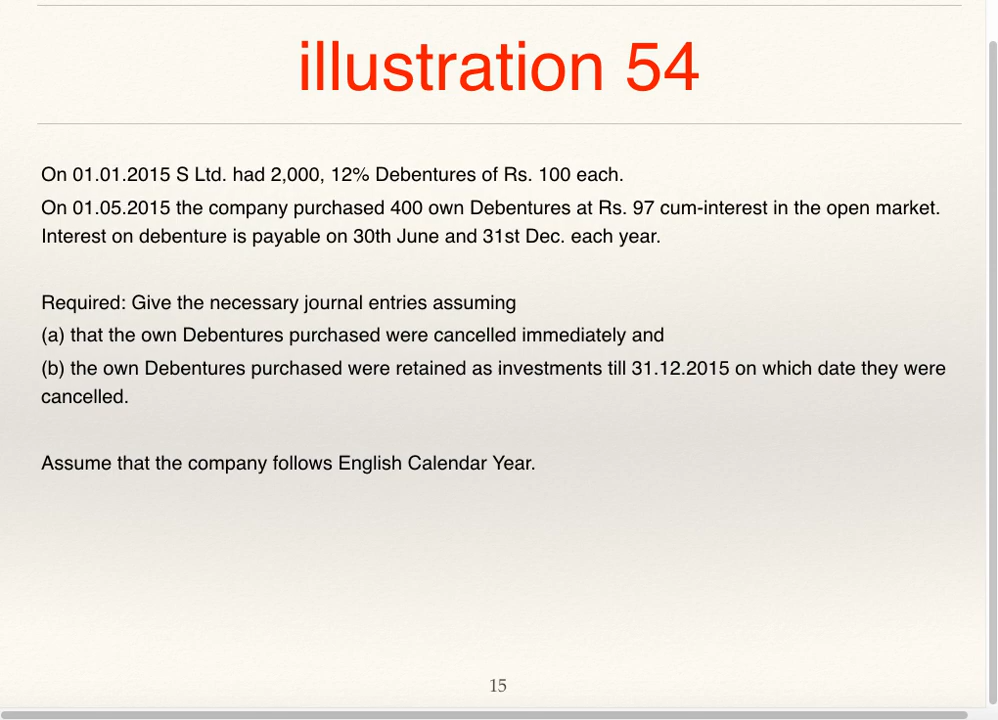 illustration 54
On 01.01.2015 S Ltd. had 2,000, 12% Debentures of Rs. 100 each.
On 01.05.2015 the company purchased 400 own Debentures at Rs. 97 cum-interest in the open market.
Interest on debenture is payable on 30th June and 31st Dec. each year.
Required: Give the necessary journal entries assuming
(a) that the own Debentures purchased were cancelled immediately and
(b) the own Debentures purchased were retained as investments till 31.12.2015 on which date they were
cancelled.
Assume that the company follows English Calendar Year.
15